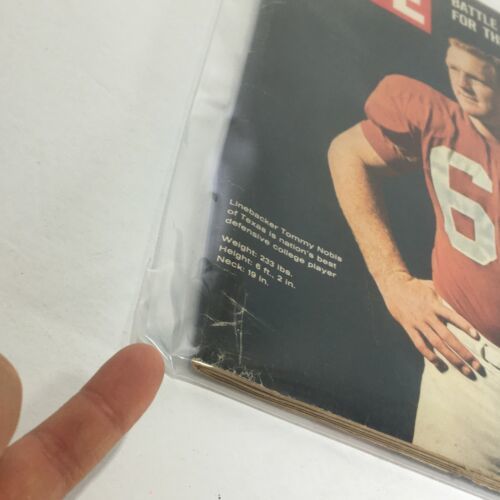 E
BATTLE
FOR TH
6
Linebacker Tommy Nobis
of Texas is nation's best
defensive college player
Weight: 233 lbs.
Height: 6 ft., 2 in.
Neck: 19 in.